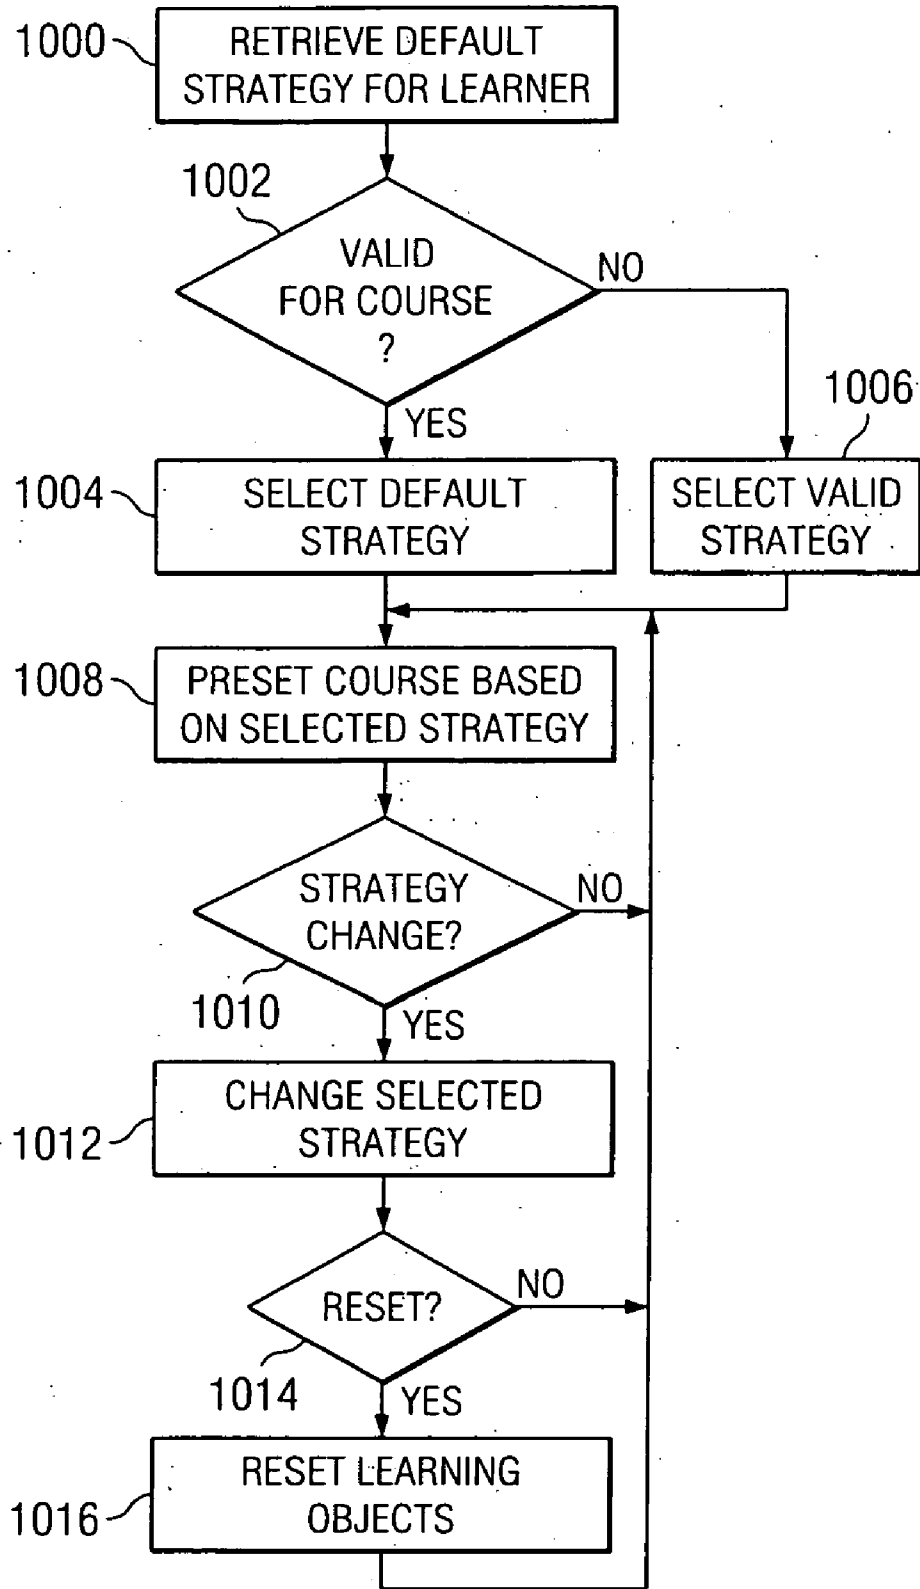 1000
RETRIEVE DEFAULT
STRATEGY FOR LEARNER
1002
VALID
FOR COURSE
?
NO
YES
1004
SELECT DEFAULT
STRATEGY
1006
SELECT VALID
STRATEGY
1008
PRESET COURSE BASED
ON SELECTED STRATEGY
STRATEGY
CHANGE?
NO
1010
YES
CHANGE SELECTED
STRATEGY
1012
RESET?
NO
1014
YES
RESET LEARNING
OBJECTS
1016